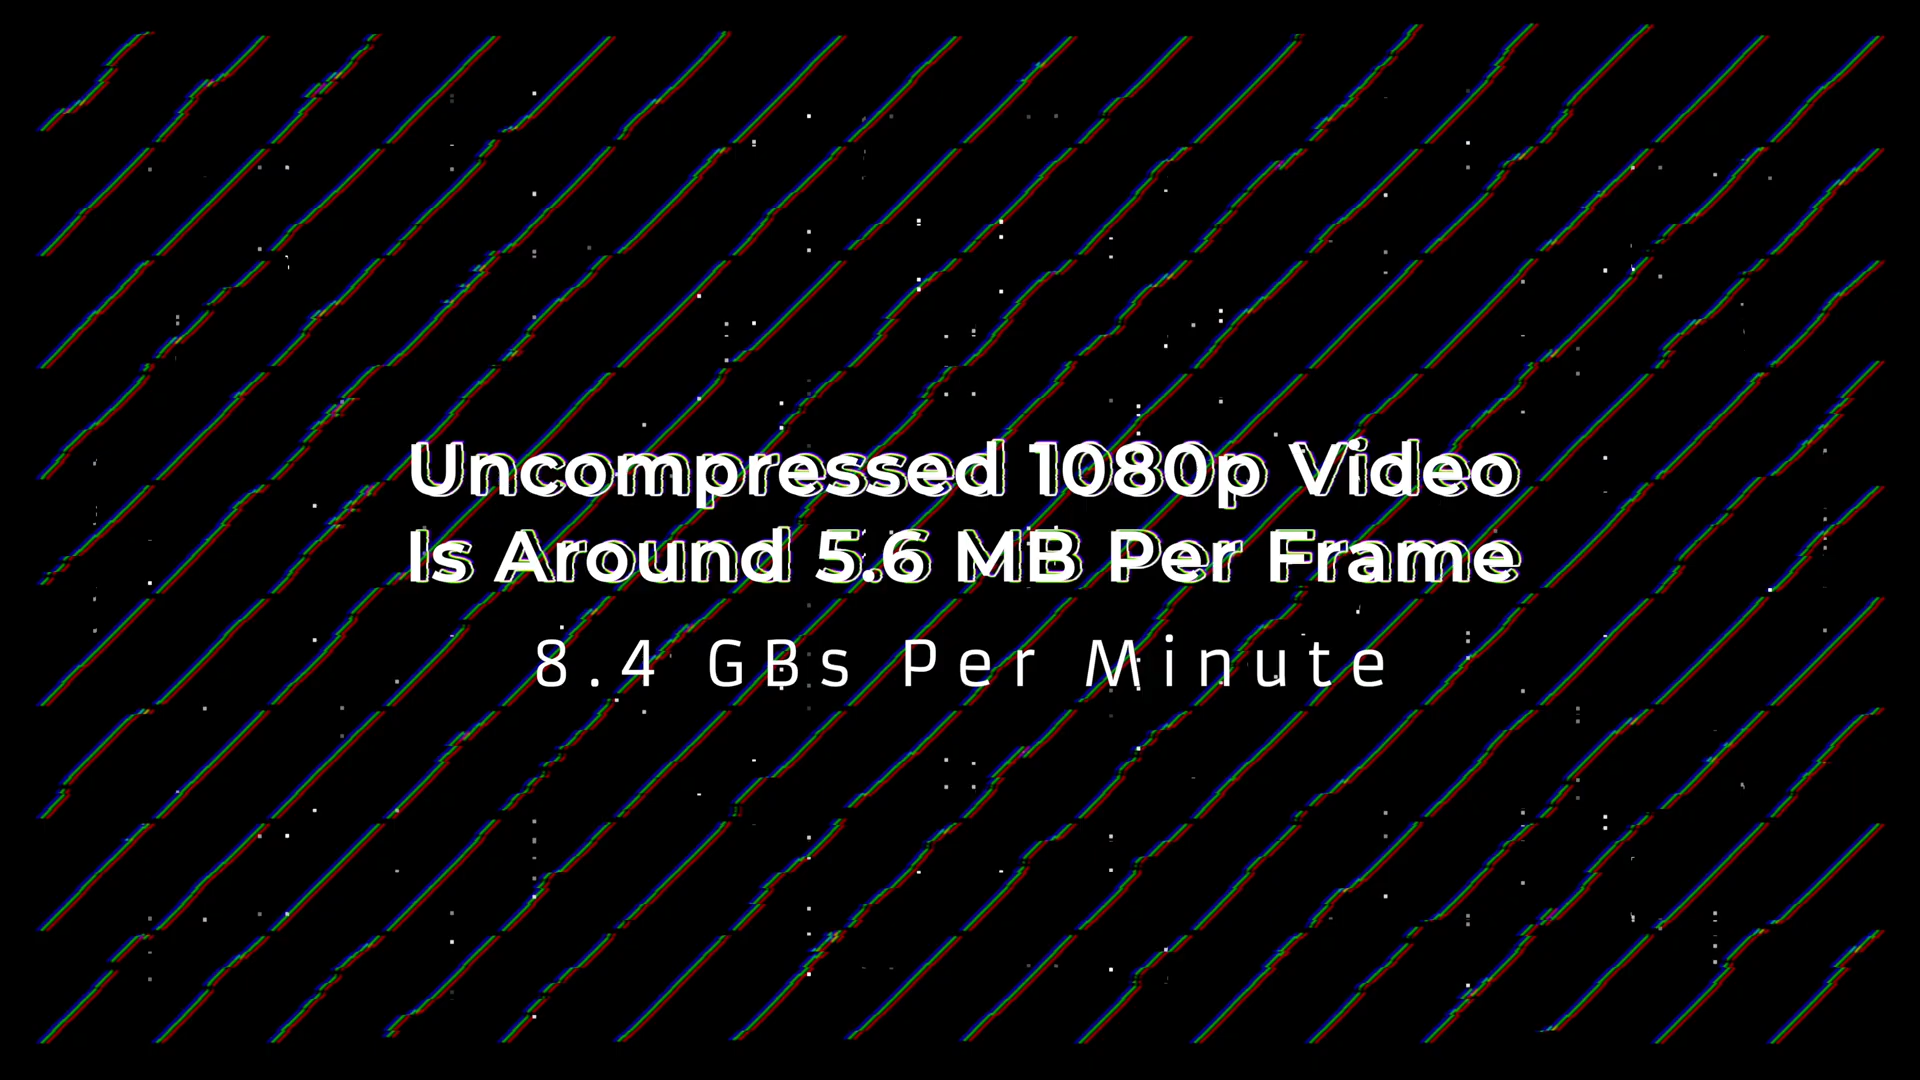 Uncompressed 1080p Video
Is Around 5.6 MB Per Frame
8.4 GBs Per Minute